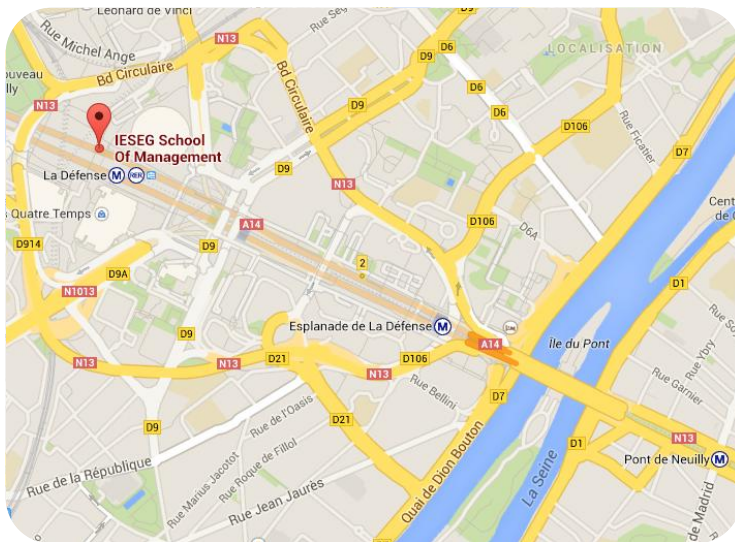 Leonard de Vinci
Rue Michel Ange
N13
Bd Circulaire
N13
D9
D6
LOCALISATION
D6
D6
D9
Bd Circulaire
D106
Rue Ficatier
D7
N13
IESEG School
Of Management
La Défense M RER
D9
N13
Quatre Temps
A14
D106
D6A
D914
D9
D9A
2
D1
N1013
Esplanade de La Défense M
A14
Île du Pont
D9
N13
N13
D21
D106
N13
Rue Bellini
D7
Rue Garnier
Rue Ybry
D9
Rue de l'Oasis
D21
Rue de la République
Rue Marius Jacotot
Rue Roque de Fillol
Rue Jean Jaurès
Quai de Dion Bouton
La Seine
D1
N13
Pont de Neuilly M
de Madrid